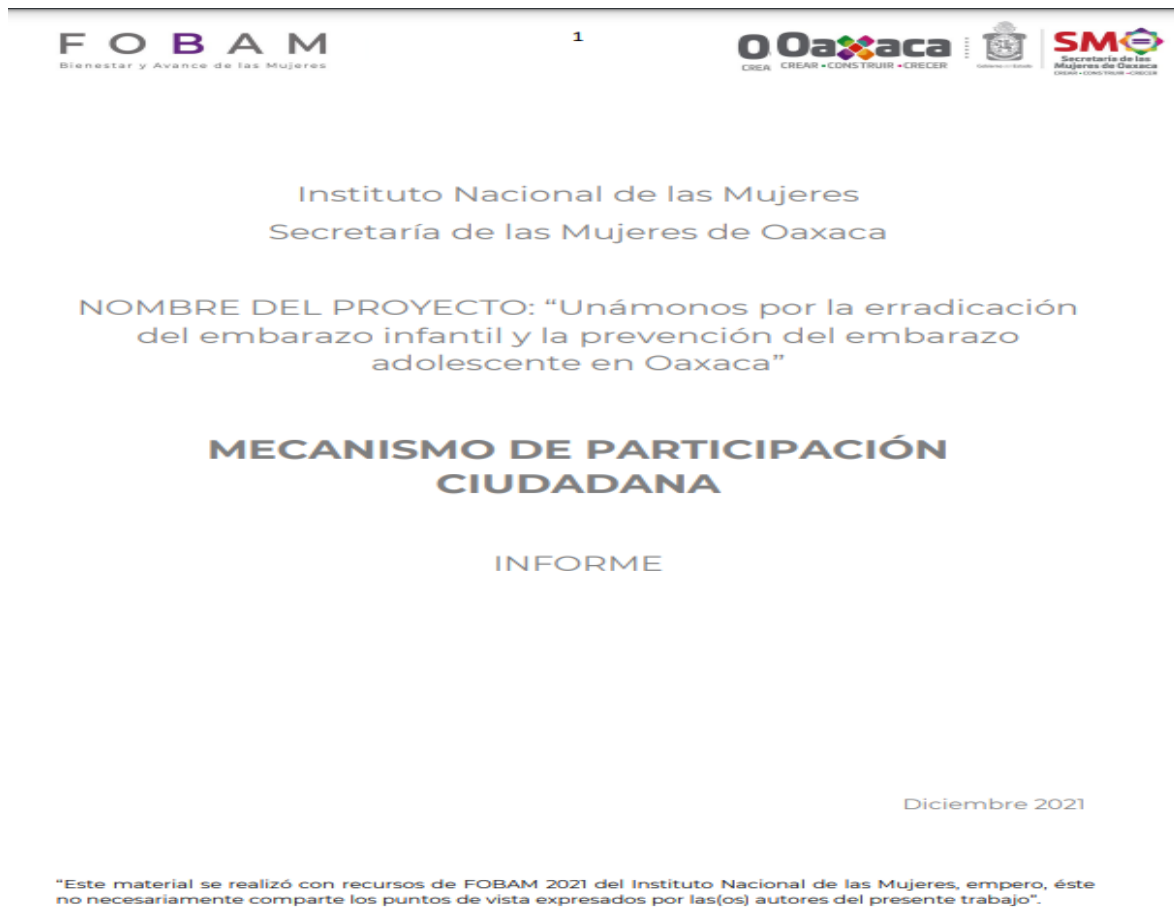 FOBAM
Bienestar y Avance de las Mujeres
1
CREA
Oaxaca
CREAR • CONSTRUIR • CRECER
SM
Secretaría de las
Mujeres de Oaxaca
CREAR • CONSTRUIR • CRECER
Instituto Nacional de las Mujeres
Secretaría de las Mujeres de Oaxaca
NOMBRE DEL PROYECTO: “Unámonos por la erradicación
del embarazo infantil y la prevención del embarazo
adolescente en Oaxaca”
MECANISMO DE PARTICIPACIÓN
CIUDADANA
INFORME
Diciembre 2021
“Este material se realizó con recursos de FOBAM 2021 del Instituto Nacional de las Mujeres, empero, éste
no necesariamente comparte los puntos de vista expresados por las(os) autores del presente trabajo”.